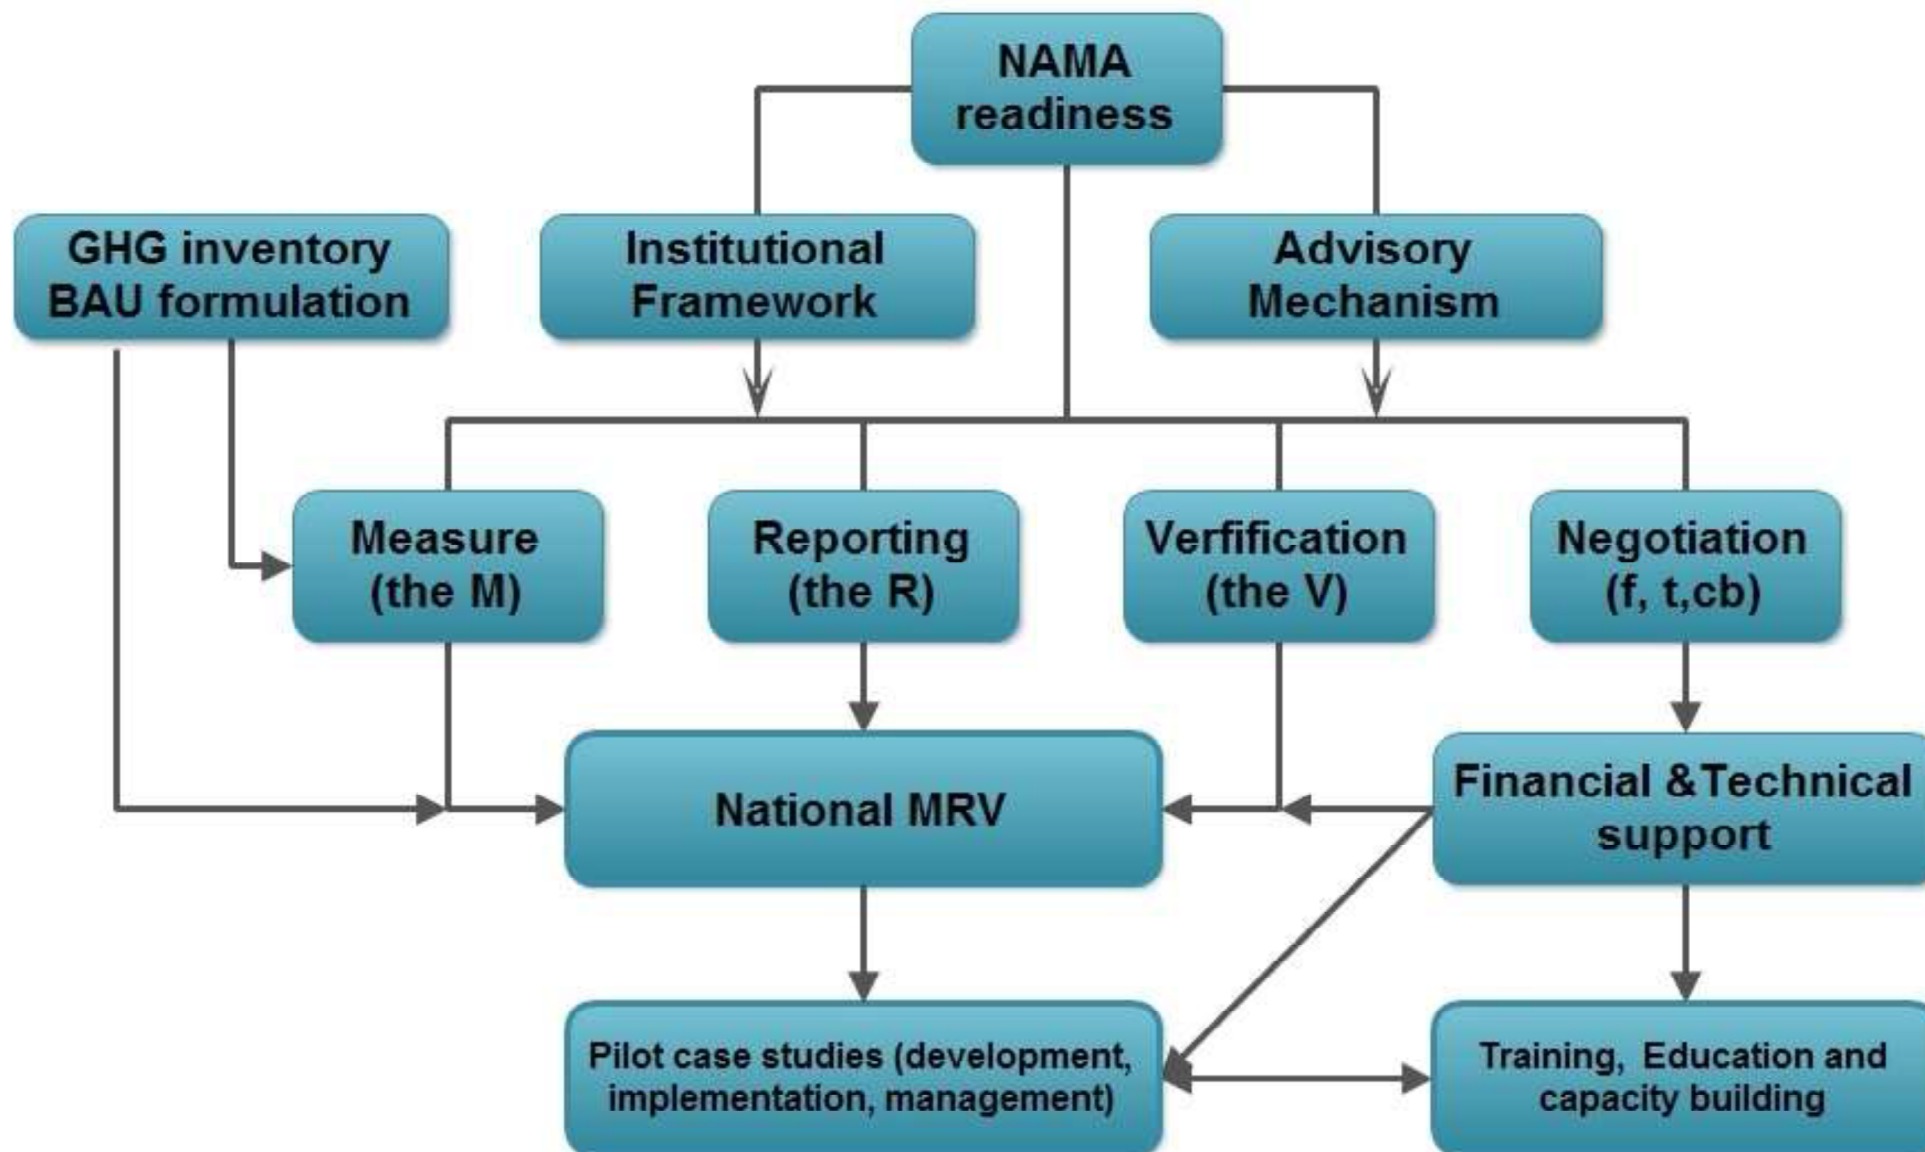 NAMA
readiness
GHG inventory
BAU formulation
Institutional
Framework
Advisory
Mechanism
Measure
(the M)
Reporting
(the R)
Verfification
(the V)
Negotiation
(f, t,cb)
National MRV
Financial &Technical
support
Pilot case studies (development,
implementation, management)
Training, Education and
capacity building